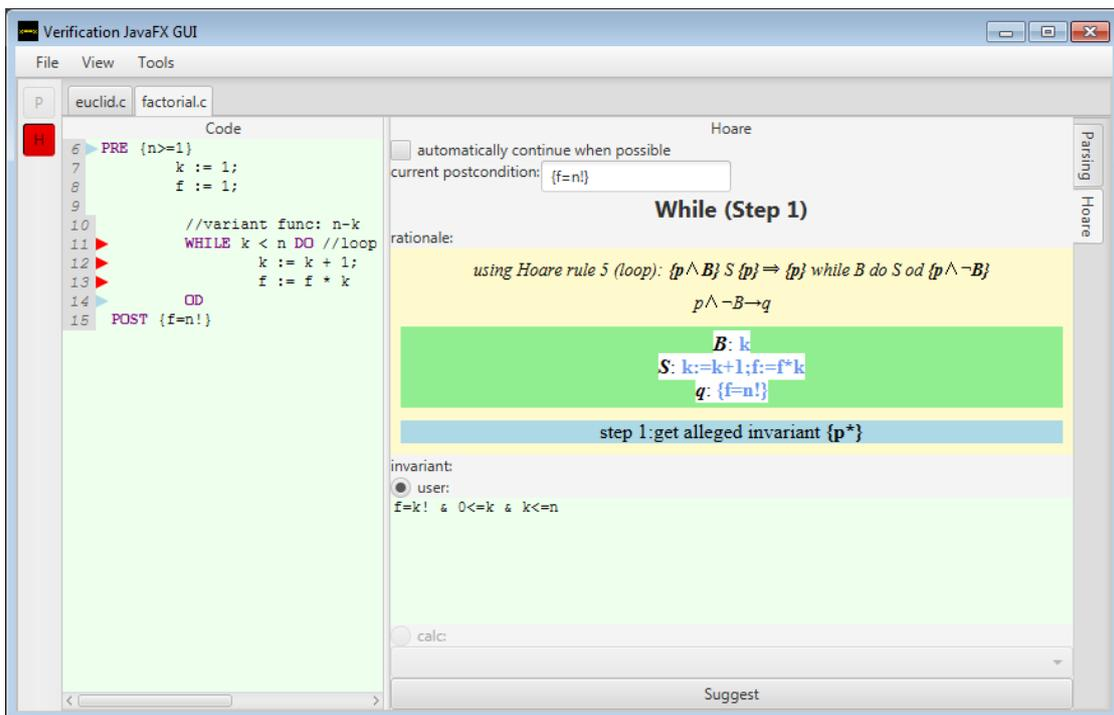 Verification JavaFX GUI
File View Tools
P
H
euclid.c factorial.c
Code
6 PRE {n>=1}
7 k := 1;
8 f := 1;
9
10 //variant func: n-k
11 WHILE k < n DO //loop
12 k := k + 1;
13 f := f * k
14 OD
15 POST {f=n!}
Hoare
automatically continue when possible
current postcondition: {f=n!}
While (Step 1)
rationale:
using Hoare rule 5 (loop): {p∧B} S {p} ⇒ {p} while B do S od {p∧¬B}
p∧¬B→q
B: k
S: k:=k+1;f:=f*k
q: {f=n!}
step 1:get alleged invariant {p*}
invariant:
user:
f=k! & 0<=k & k<=n
calc:
Suggest
Parsing
Hoare